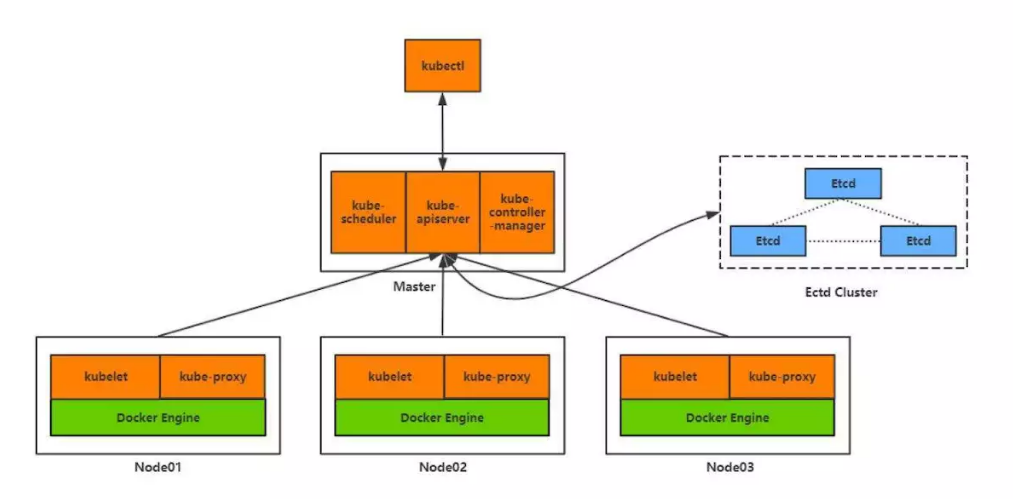 kubectl
kube-
scheduler
kube-
apiserver
kube-
controller
-manager
Master
Etcd
Etcd
Etcd
Ectd Cluster
kubelet
kube-proxy
Docker Engine
Node01
kubelet
kube-proxy
Docker Engine
Node02
kubelet
kube-proxy
Docker Engine
Node03